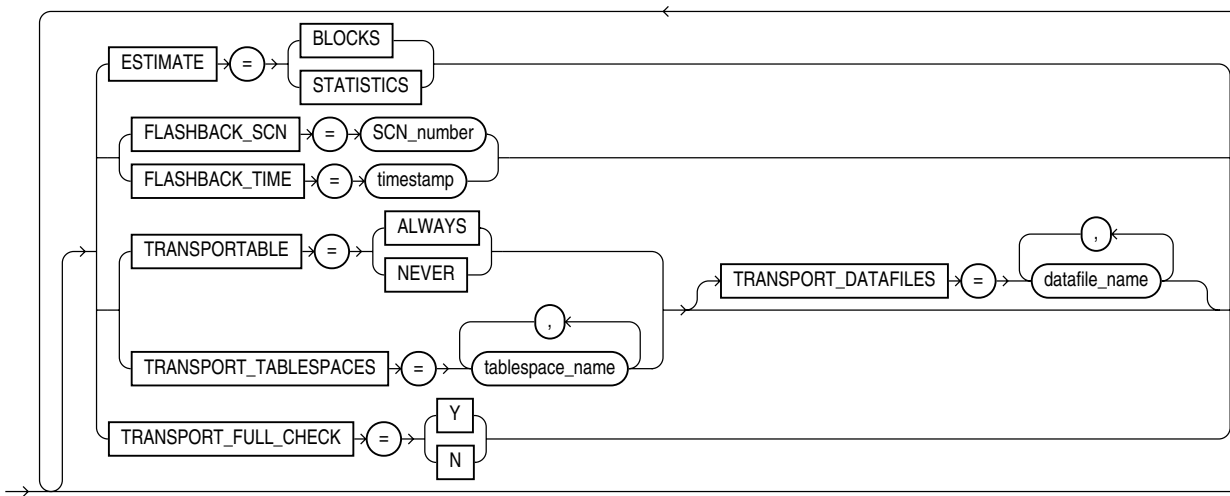 BLOCKS
ESTIMATE =
STATISTICS
FLASHBACK_SCN = SCN_number
FLASHBACK_TIME = timestamp
ALWAYS
TRANSPORTABLE =
NEVER
,
TRANSPORT_DATAFILES = datafile_name
,
TRANSPORT_TABLESPACES = tablespace_name
Y
TRANSPORT_FULL_CHECK =
N